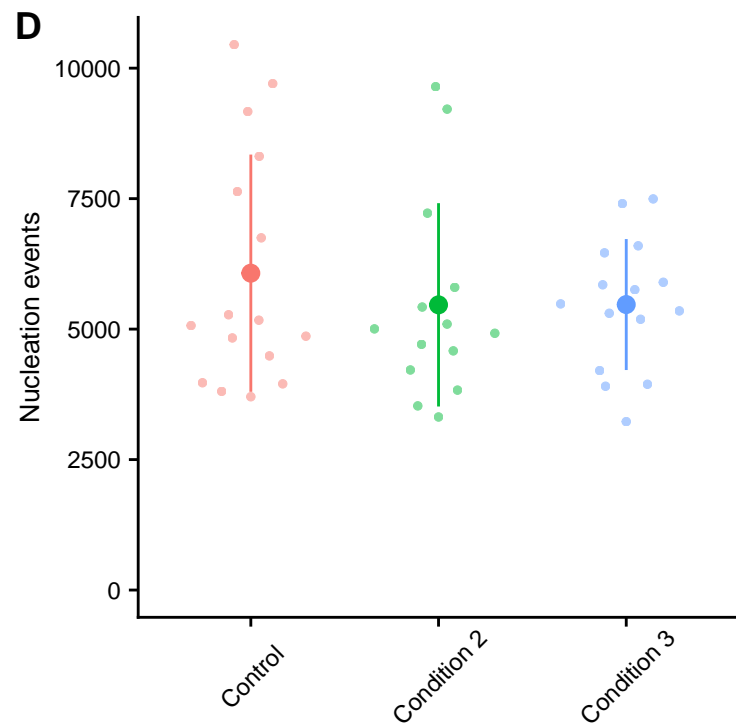 D
Nucleation events
10000
7500
5000
2500
0
Control
Condition 2
Condition 3